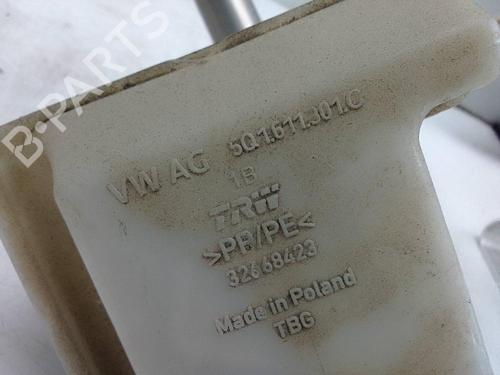 B-PARTS
VW AG 5Q1.611.301.C
1B
TRW
>PP/PE<
32668423
Made in Poland
TBG